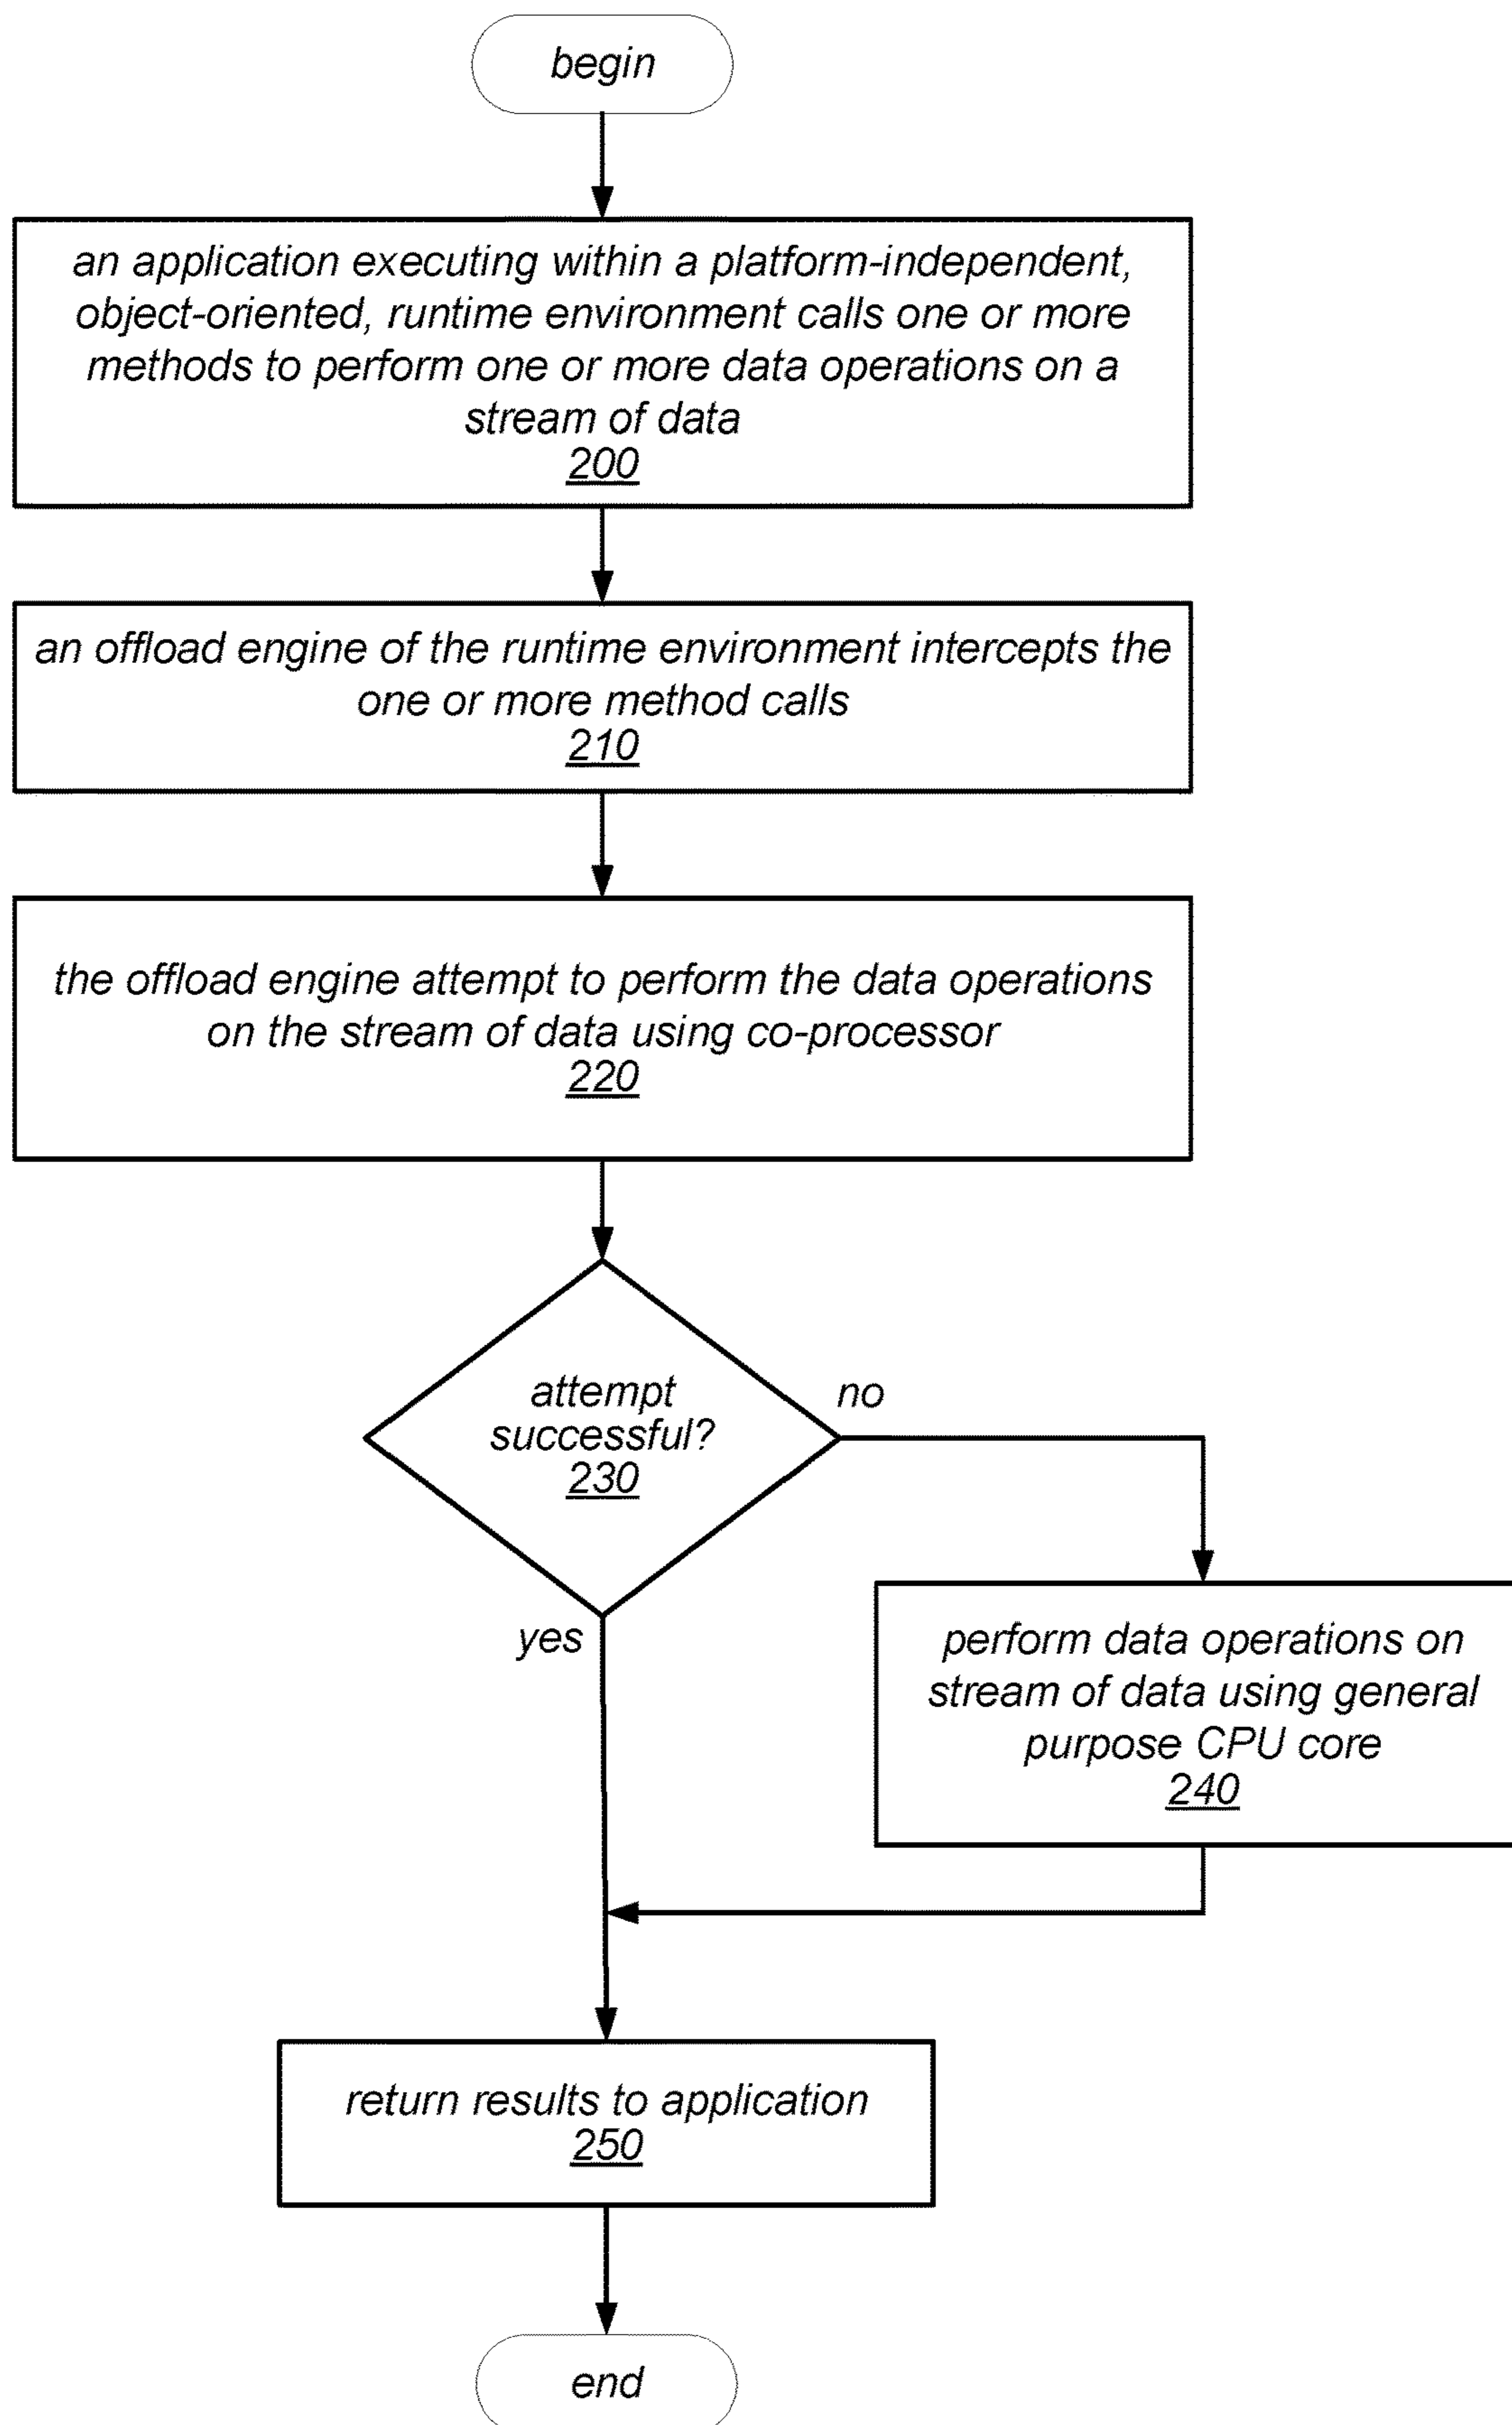 begin
an application executing within a platform-independent,
object-oriented, runtime environment calls one or more
methods to perform one or more data operations on a
stream of data
200
an offload engine of the runtime environment intercepts the
one or more method calls
210
the offload engine attempt to perform the data operations
on the stream of data using co-processor
220
attempt
successful?
230
no
yes
perform data operations on
stream of data using general
purpose CPU core
240
return results to application
250
end